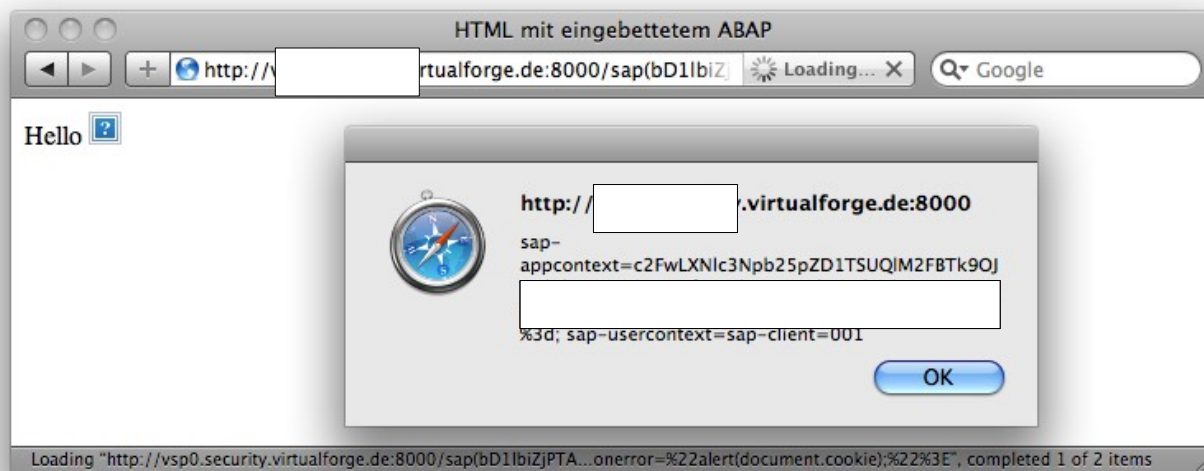 HTML mit eingebettetem ABAP
http:// rtualforge.de:8000/sap(bD1lbiZj Loading... Google
Hello
http:// .virtualforge.de:8000
sap-
appcontext=c2FwLXNlc3Npb25pZD1TSUQlM2FBTk9OJ
%3d; sap-usercontext=sap-client=001
OK
Loading "http://vsp0.security.virtualforge.de:8000/sap(bD1lbiZjPTA...onerror=%22alert(document.cookie);%22%3E", completed 1 of 2 items